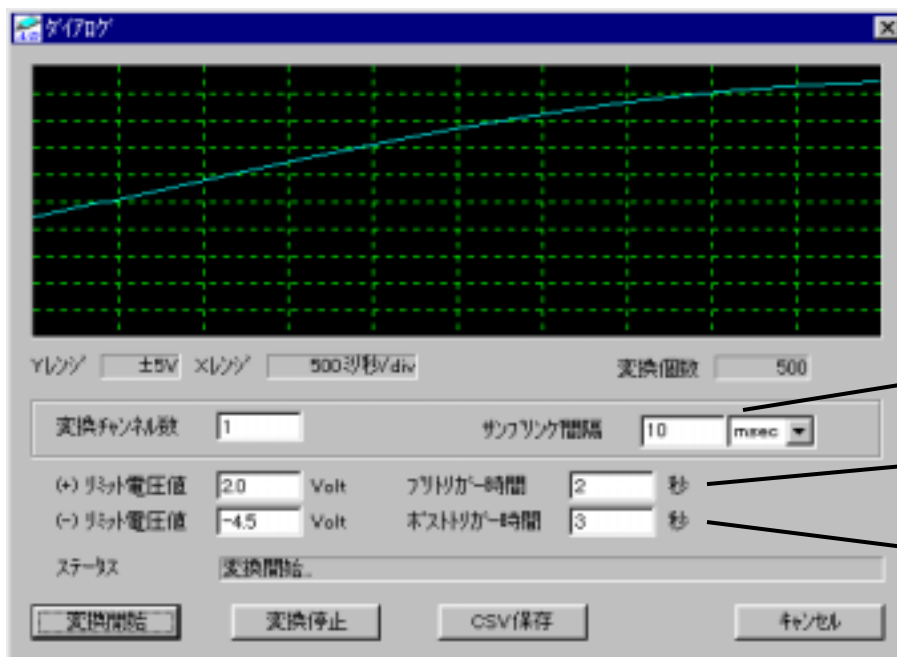 ﾀﾞｲｱﾛｸﾞ
Yﾚﾝｼﾞ ±5V Xﾚﾝｼﾞ 500ﾐﾘ秒/div 変換個数 500
変換ﾁｬﾝﾈﾙ数 1 ｻﾝﾌﾟﾘﾝｸﾞ間隔 10 msec
(+) ﾘﾐｯﾄ電圧値 2.0 Volt ﾌﾟﾘﾄﾘｶﾞｰ時間 2 秒
(-) ﾘﾐｯﾄ電圧値 -4.5 Volt ﾎﾟｽﾄﾄﾘｶﾞｰ時間 3 秒
ｽﾃｰﾀｽ 変換開始..
変換開始 変換停止 CSV保存 ｷｬﾝｾﾙ